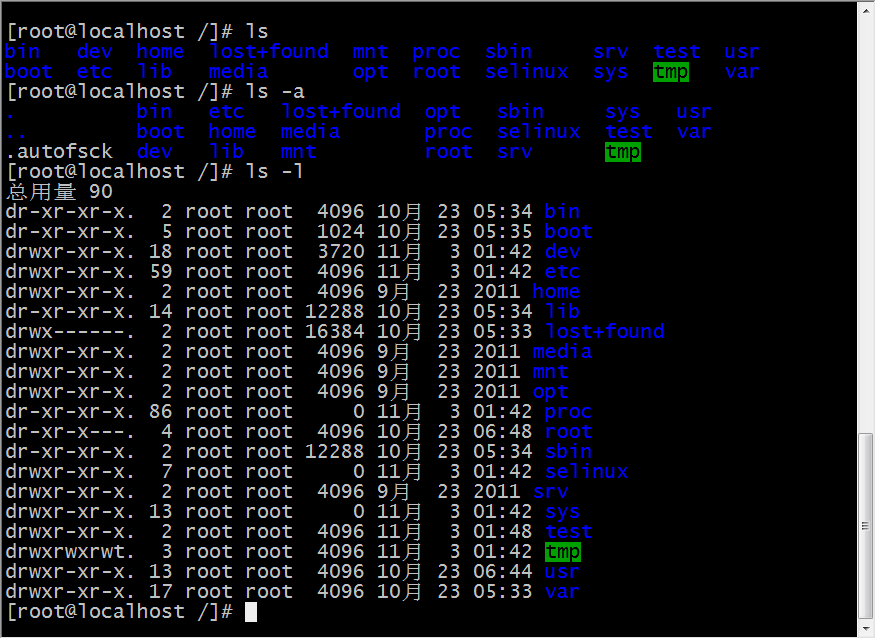 [root@localhost /]# ls
bin   dev  home  lost+found  mnt  proc  sbin     srv  test  usr
boot  etc  lib   media       opt  root  selinux  sys  tmp   var
[root@localhost /]# ls -a
.          bin   etc   lost+found  opt   sbin     sys   usr
..         boot  home  media       proc  selinux  test  var
.autofsck  dev   lib   mnt         root  srv      tmp
[root@localhost /]# ls -l
总用量 90
dr-xr-xr-x.  2 root root  4096 10月 23 05:34 bin
dr-xr-xr-x.  5 root root  1024 10月 23 05:35 boot
drwxr-xr-x. 18 root root  3720 11月  3 01:42 dev
drwxr-xr-x. 59 root root  4096 11月  3 01:42 etc
drwxr-xr-x.  2 root root  4096 9月  23 2011 home
dr-xr-xr-x. 14 root root 12288 10月 23 05:34 lib
drwx------.  2 root root 16384 10月 23 05:33 lost+found
drwxr-xr-x.  2 root root  4096 9月  23 2011 media
drwxr-xr-x.  2 root root  4096 9月  23 2011 mnt
drwxr-xr-x.  2 root root  4096 9月  23 2011 opt
dr-xr-xr-x. 86 root root     0 11月  3 01:42 proc
dr-xr-x---.  4 root root  4096 10月 23 06:48 root
dr-xr-xr-x.  2 root root 12288 10月 23 05:34 sbin
drwxr-xr-x.  7 root root     0 11月  3 01:42 selinux
drwxr-xr-x.  2 root root  4096 9月  23 2011 srv
drwxr-xr-x. 13 root root     0 11月  3 01:42 sys
drwxr-xr-x.  2 root root  4096 11月  3 01:48 test
drwxrwxrwt.  3 root root  4096 11月  3 01:42 tmp
drwxr-xr-x. 13 root root  4096 10月 23 06:44 usr
drwxr-xr-x. 17 root root  4096 10月 23 05:33 var
[root@localhost /]#